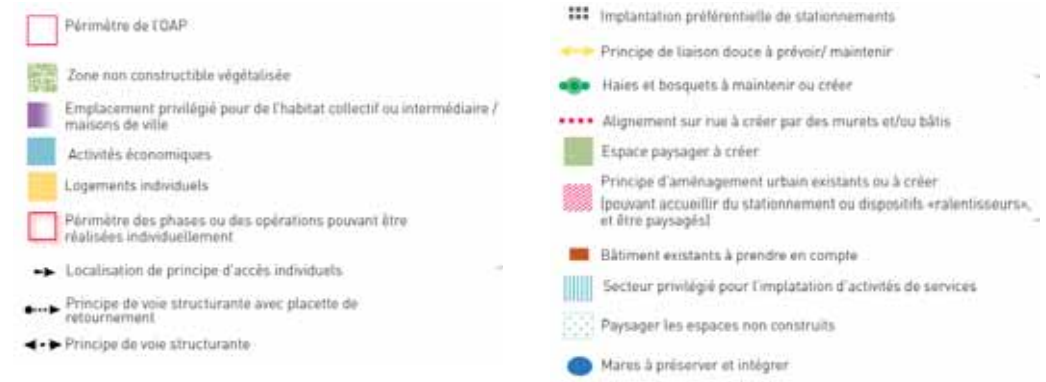 Périmètre de l'OAP
Zone non constructible végétalisée
Emplacement privilégié pour de l'habitat collectif ou intermédiaire /
maisons de ville
Activités économiques
Logements individuels
Périmètre des phases ou des opérations pouvant être
réalisées individuellement
Localisation de principe d'accès individuels
Principe de voie structurante avec placette de
retournement
Principe de voie structurante
Implantation préférentielle de stationnements
Principe de liaison douce à prévoir/ maintenir
Haies et bosquets à maintenir ou créer
Alignement sur rue à créer par des murets et/ou bâtis
Espace paysager à créer
Principe d'aménagement urbain existants ou à créer
(pouvant accueillir du stationnement ou dispositifs «ralentisseurs»,
et être paysagés)
Bâtiment existants à prendre en compte
Secteur privilégié pour l'implatation d'activités de services
Paysager les espaces non construits
Mares à préserver et intégrer